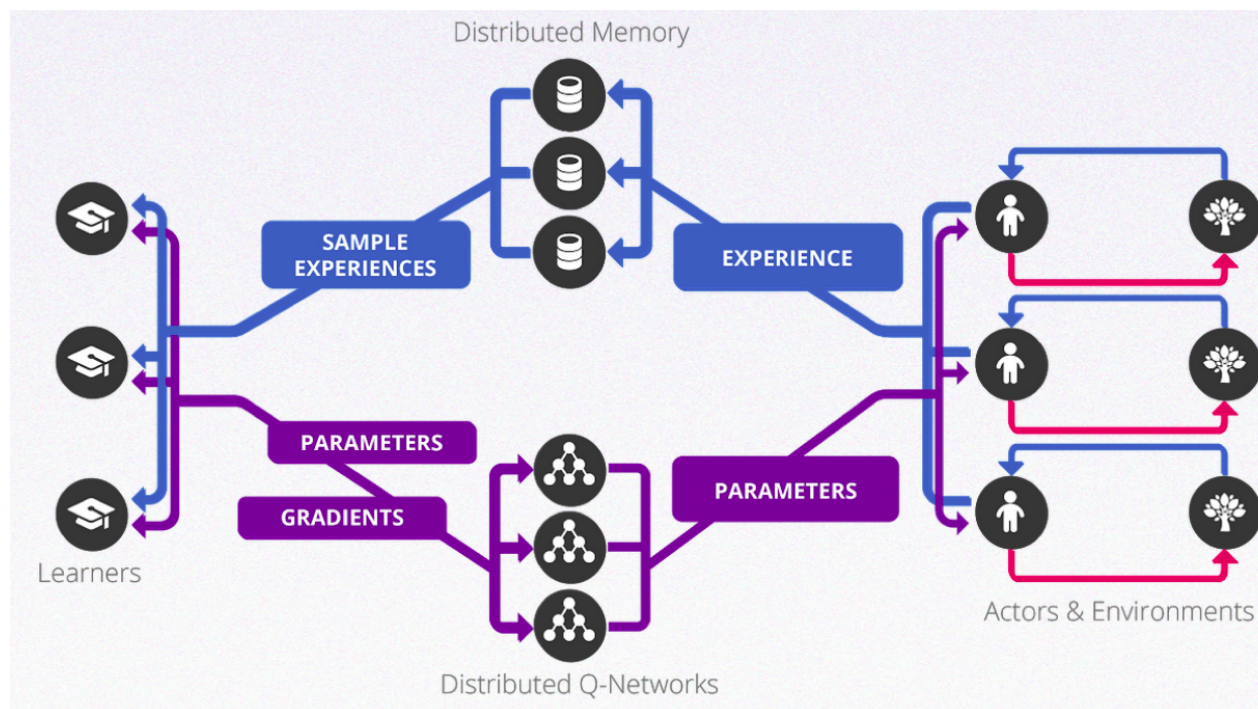 Distributed Memory
SAMPLE
EXPERIENCES
EXPERIENCE
PARAMETERS
GRADIENTS
PARAMETERS
Learners
Actors & Environments
Distributed Q-Networks